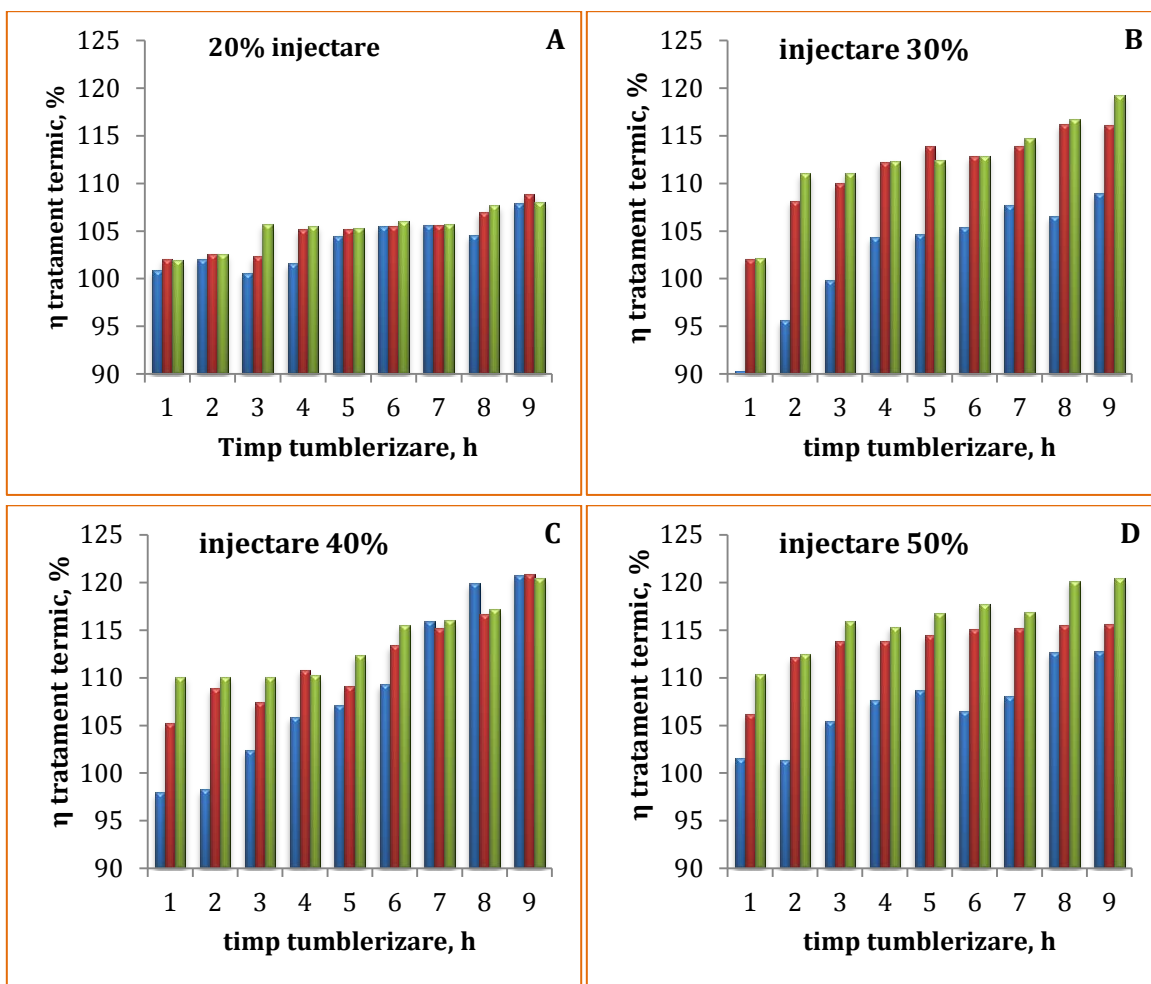 20% injectare
A
η tratament termic, %
125
120
115
110
105
100
95
90
1 2 3 4 5 6 7 8 9
Timp tumblerizare, h
injectare 30%
B
η tratament termic, %
125
120
115
110
105
100
95
90
1 2 3 4 5 6 7 8 9
timp tumblerizare, h
injectare 40%
C
η tratament termic, %
125
120
115
110
105
100
95
90
1 2 3 4 5 6 7 8 9
timp tumblerizare, h
injectare 50%
D
η tratament termic, %
125
120
115
110
105
100
95
90
1 2 3 4 5 6 7 8 9
timp tumblerizare, h